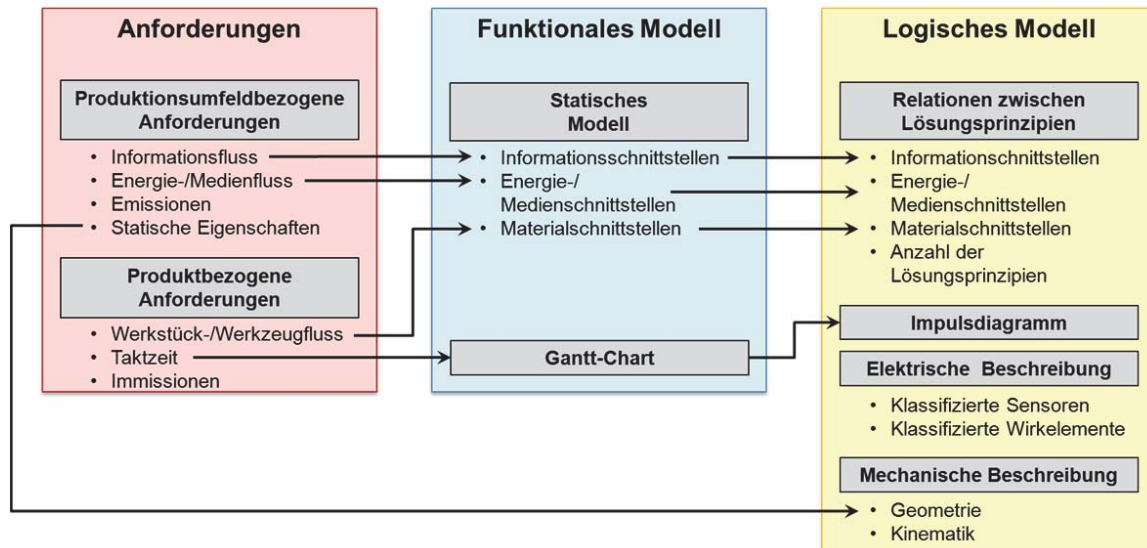 Anforderungen
Produktionsumfeldbezogene
Anforderungen
• Informationsfluss
• Energie-/Medienfluss
• Emissionen
• Statische Eigenschaften
Produktbezogene
Anforderungen
• Werkstück-/Werkzeugfluss
• Taktzeit
• Immissionen
Funktionales Modell
Statisches
Modell
• Informationsschnittstellen
• Energie-/
Medienschnittstellen
• Materialschnittstellen
Gantt-Chart
Logisches Modell
Relationen zwischen
Lösungsprinzipien
• Informationschnittstellen
• Energie-/
Medienschnittstellen
• Materialschnittstellen
• Anzahl der
Lösungsprinzipien
Impulsdiagramm
Elektrische Beschreibung
• Klassifizierte Sensoren
• Klassifizierte Wirkelemente
Mechanische Beschreibung
• Geometrie
• Kinematik